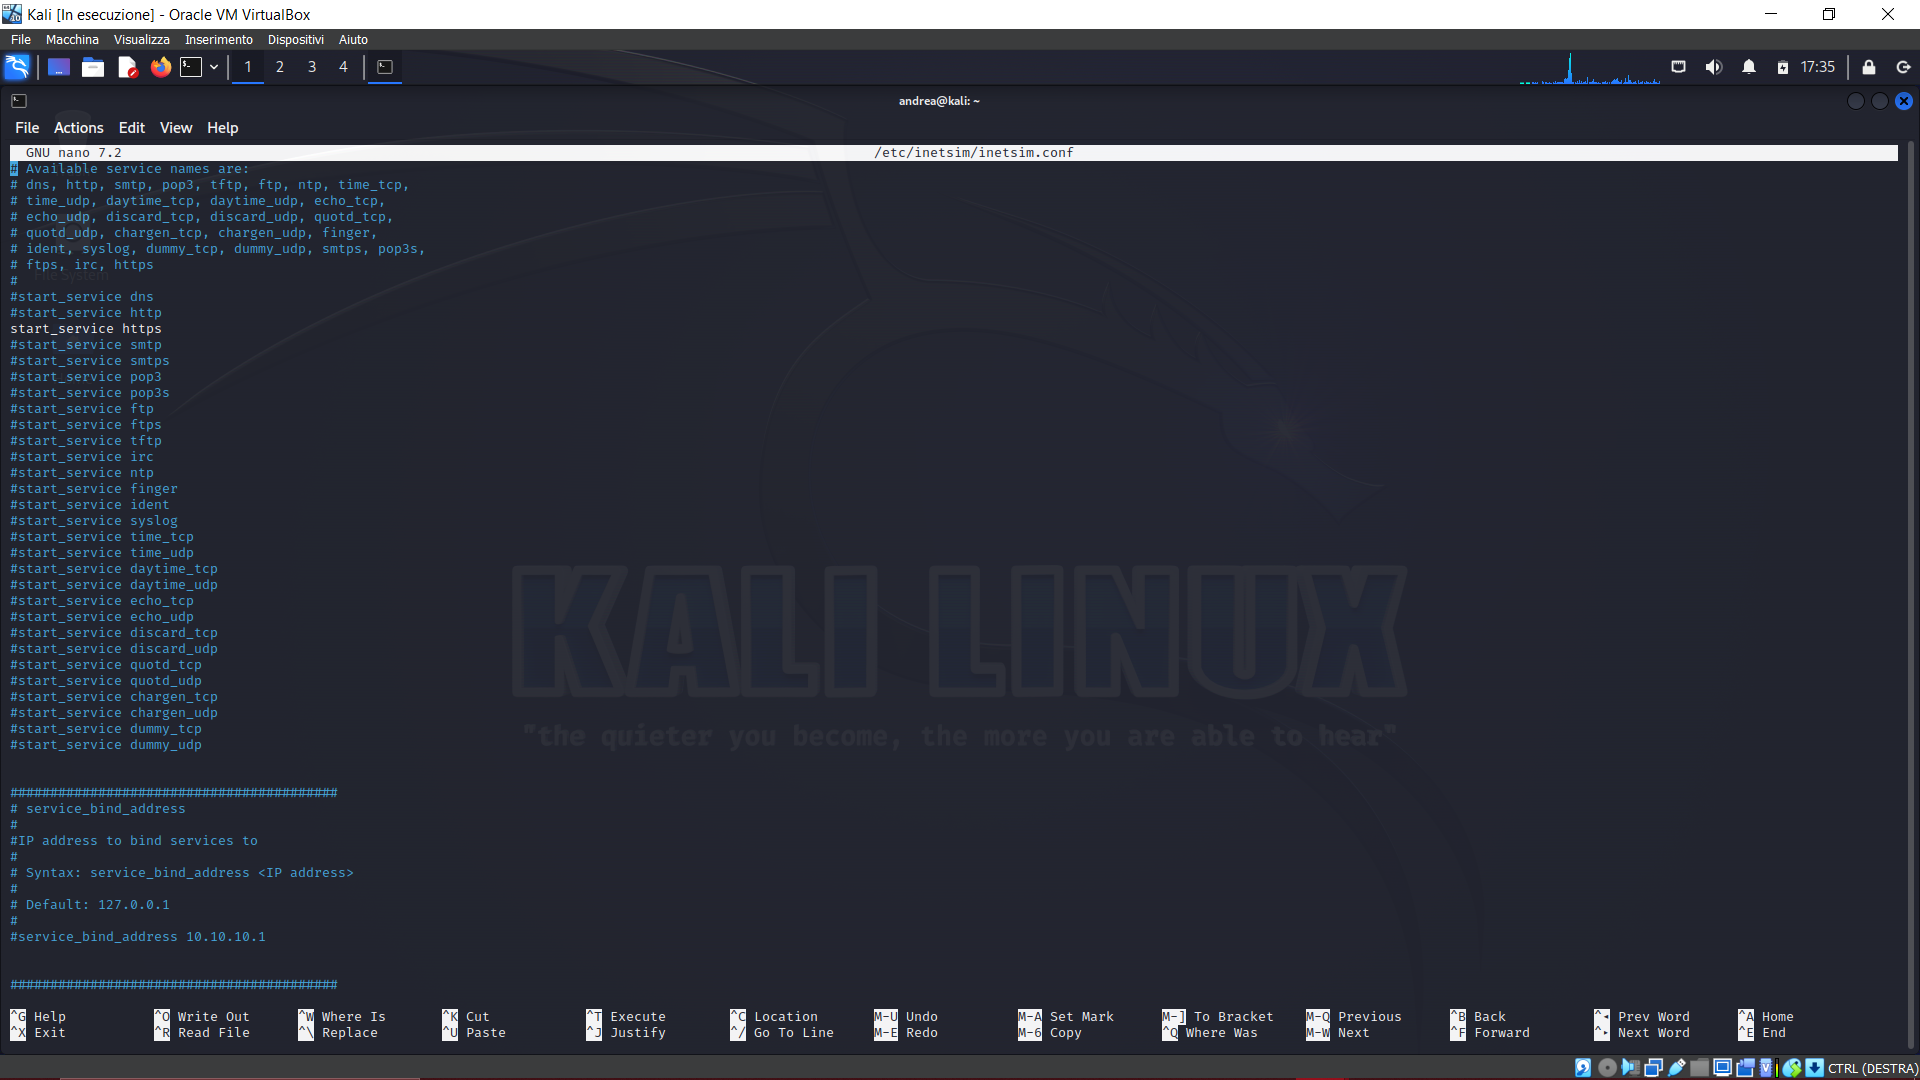 Kali [In esecuzione] - Oracle VM VirtualBox
File Macchina Visualizza Inserimento Dispositivi Aiuto
1 2 3 4 17:35
andrea@kali: ~
File Actions Edit View Help
GNU nano 7.2 /etc/inetsim/inetsim.conf
# Available service names are:
# dns, http, smtp, pop3, tftp, ftp, ntp, time_tcp,
# time_udp, daytime_tcp, daytime_udp, echo_tcp,
# echo_udp, discard_tcp, discard_udp, quotd_tcp,
# quotd_udp, chargen_tcp, chargen_udp, finger,
# ident, syslog, dummy_tcp, dummy_udp, smtps, pop3s,
# ftps, irc, https
#
#start_service dns
#start_service http
start_service https
#start_service smtp
#start_service smtps
#start_service pop3
#start_service pop3s
#start_service ftp
#start_service ftps
#start_service tftp
#start_service irc
#start_service ntp
#start_service finger
#start_service ident
#start_service syslog
#start_service time_tcp
#start_service time_udp
#start_service daytime_tcp
#start_service daytime_udp
#start_service echo_tcp
#start_service echo_udp
#start_service discard_tcp
#start_service discard_udp
#start_service quotd_tcp
#start_service quotd_udp
#start_service chargen_tcp
#start_service chargen_udp
#start_service dummy_tcp
#start_service dummy_udp
KALI LINUX
"the quieter you become, the more you are able to hear"
#########################################
# service_bind_address
#
#IP address to bind services to
#
# Syntax: service_bind_address <IP address>
#
# Default: 127.0.0.1
#
#service_bind_address 10.10.10.1
#########################################
^G Help ^O Write Out ^W Where Is ^K Cut ^T Execute ^C Location M-U Undo M-A Set Mark M-] To Bracket M-Q Previous ^B Back ^◂ Prev Word ^A Home
^X Exit ^R Read File ^\ Replace ^U Paste ^J Justify ^/ Go To Line M-E Redo M-6 Copy ^Q Where Was M-W Next ^F Forward ^▸ Next Word ^E End
CTRL (DESTRA)